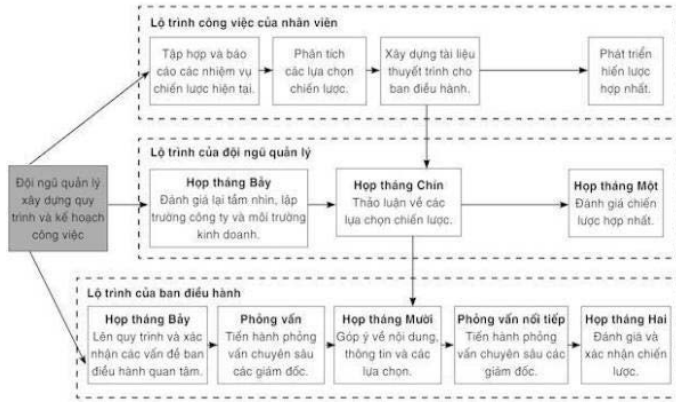 Lộ trình công việc của nhân viên
Tập hợp và báo
cáo các nhiệm vụ
chiến lược hiện tại.
Phân tích
các lựa chọn
chiến lược.
Xây dựng tài liệu
thuyết trình cho
ban điều hành.
Phát triển
hiến lược
hợp nhất.
Đội ngũ quản lý
xây dựng quy
trình và kế hoạch
công việc
Lộ trình của đội ngũ quản lý
Họp tháng Bảy
Đánh giá lại tầm nhìn, lập
trường công ty và môi trường
kinh doanh.
Họp tháng Chín
Thảo luận về các
lựa chọn chiến lược.
Họp tháng Một
Đánh giá chiến
lược hợp nhất.
Lộ trình của ban điều hành
Họp tháng Bảy
Lên quy trình và xác
nhận các vấn đề ban
điều hành quan tâm.
Phỏng vấn
Tiến hành phỏng
vấn chuyên sâu
các giám đốc.
Họp tháng Mười
Góp ý về nội dung,
thông tin và các
lựa chọn.
Phỏng vấn nối tiếp
Tiến hành phỏng
vấn chuyên sâu các
giám đốc.
Họp tháng Hai
Đánh giá và
xác nhận chiến
lược.